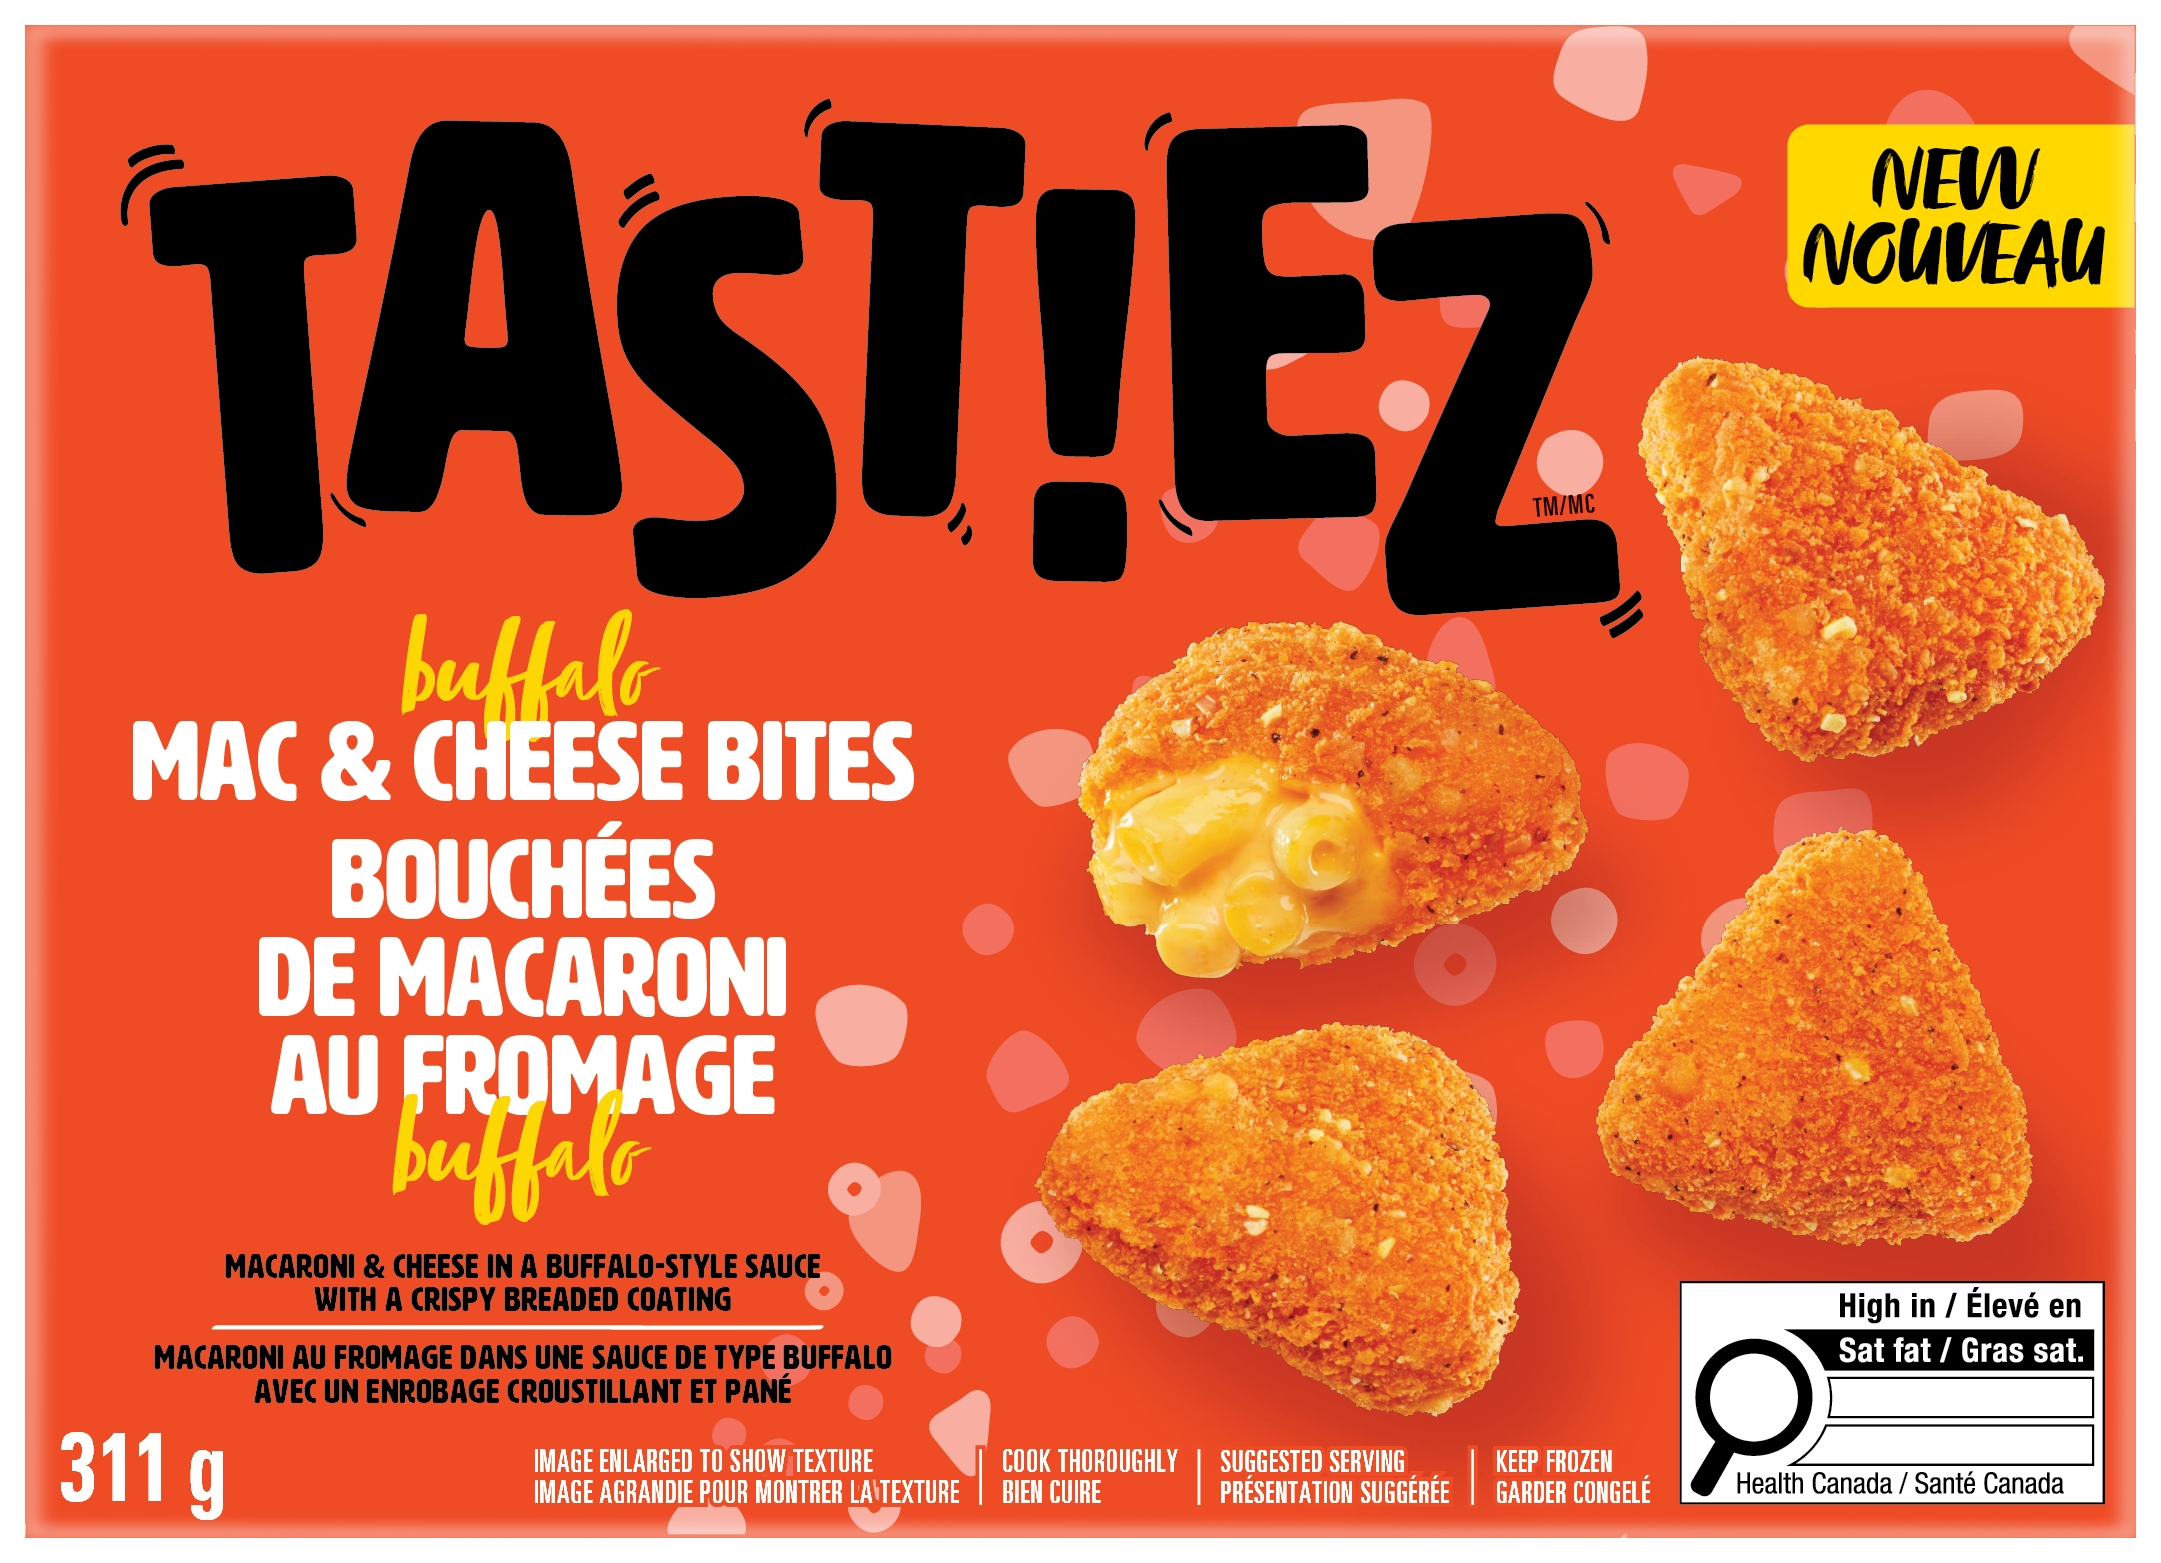 TAST!EZ
TM/MC
NEW
NOUVEAU
buffalo
MAC & CHEESE BITES
BOUCHÉES
DE MACARONI
AU FROMAGE
buffalo
MACARONI & CHEESE IN A BUFFALO-STYLE SAUCE
WITH A CRISPY BREADED COATING
MACARONI AU FROMAGE DANS UNE SAUCE DE TYPE BUFFALO
AVEC UN ENROBAGE CROUSTILLANT ET PANÉ
311 g
IMAGE ENLARGED TO SHOW TEXTURE
IMAGE AGRANDIE POUR MONTRER LA TEXTURE
COOK THOROUGHLY
BIEN CUIRE
SUGGESTED SERVING
PRÉSENTATION SUGGÉRÉE
KEEP FROZEN
GARDER CONGELÉ
High in / Élevé en
Sat fat / Gras sat.
Health Canada / Santé Canada